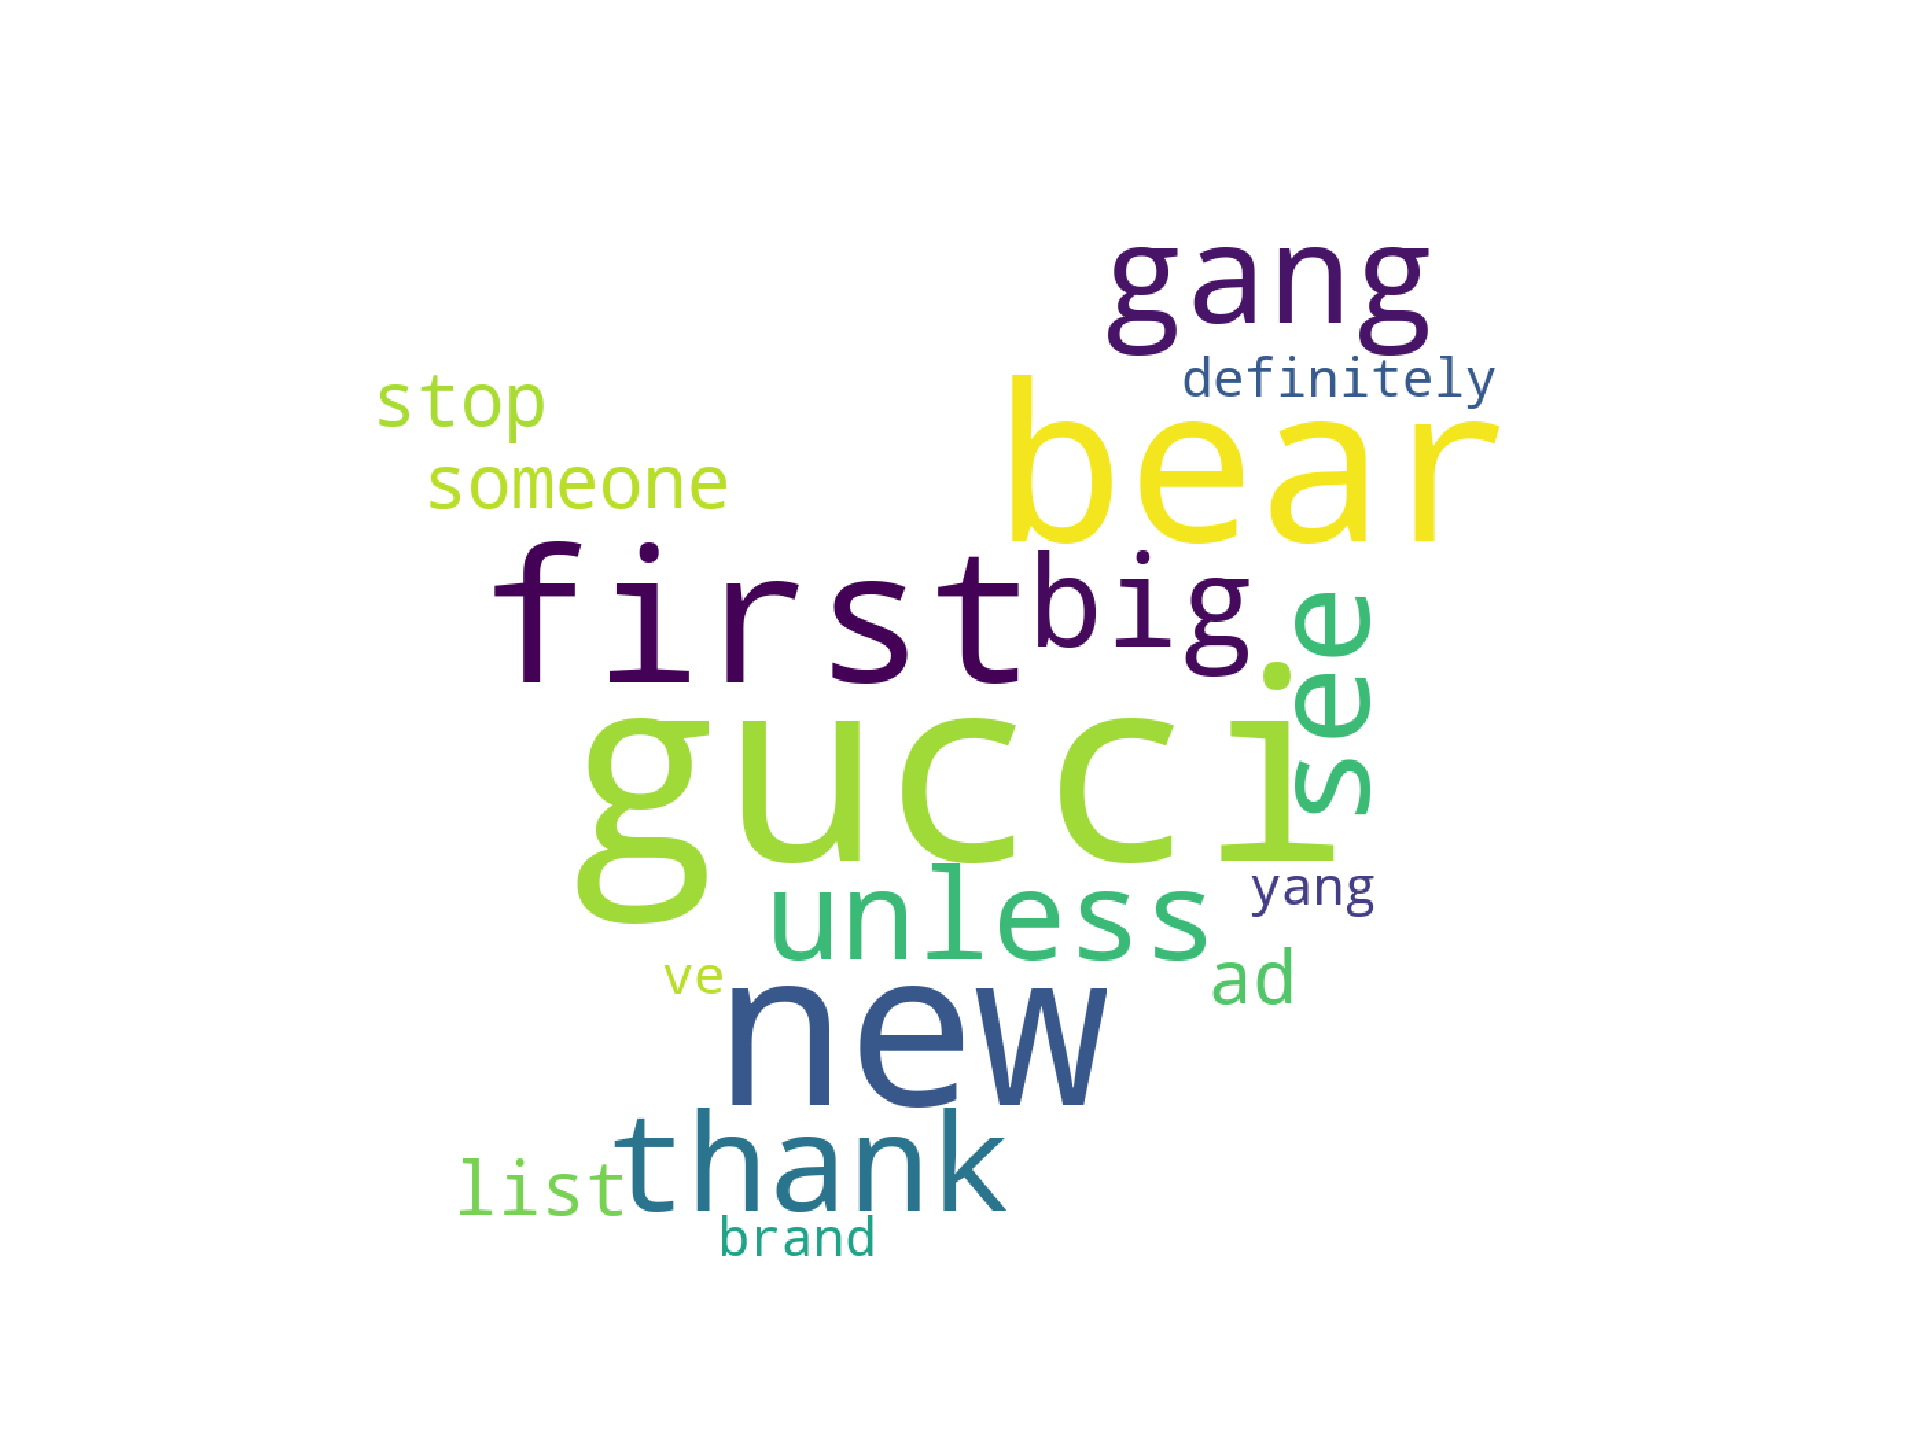 gang
definitely
stop
bear
someone
first
big
see
gucci
unless
yang
ve
ad
new
thank
list
brand